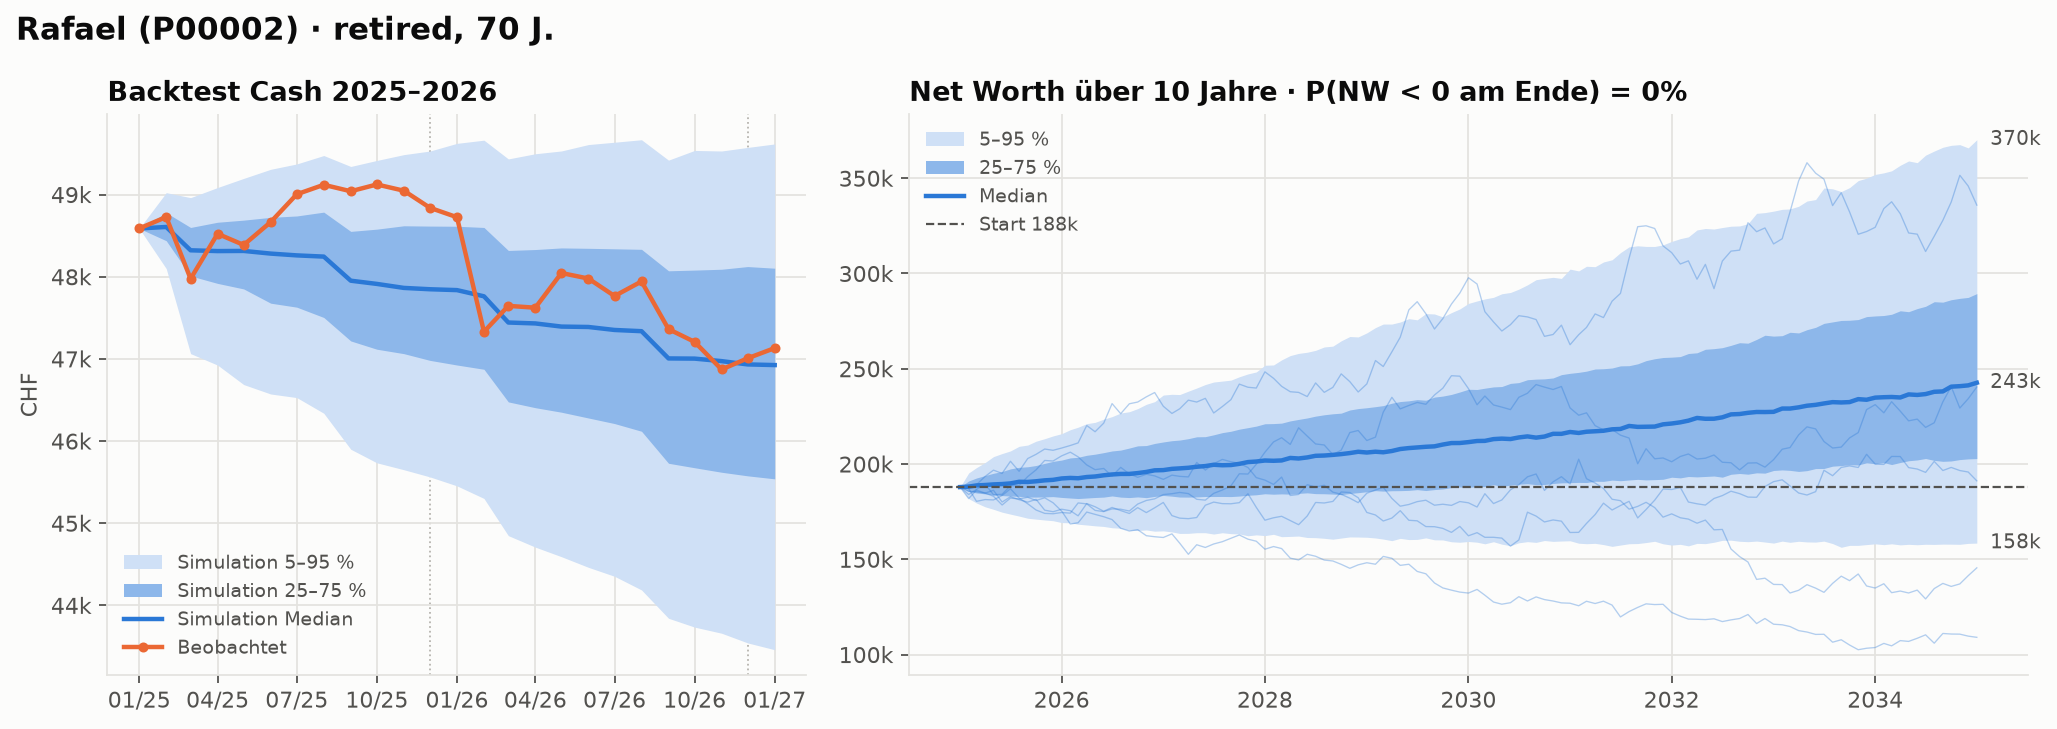 Rafael (P00002) · retired, 70 J.
Backtest Cash 2025–2026
CHF
49k
48k
47k
46k
45k
44k
Simulation 5–95 %
Simulation 25–75 %
Simulation Median
Beobachtet
01/25 04/25 07/25 10/25 01/26 04/26 07/26 10/26 01/27
Net Worth über 10 Jahre · P(NW < 0 am Ende) = 0%
5–95 %
25–75 %
Median
Start 188k
350k
300k
250k
200k
150k
100k
370k
243k
158k
2026 2028 2030 2032 2034